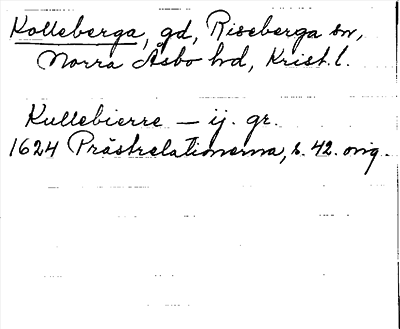 Kolleberga, gd, Riseberga sn,
Norra Åsbo hd, Krist. l.
Kullebierre — ij. gr.
1624 Prästrelationerna, s. 42. orig.